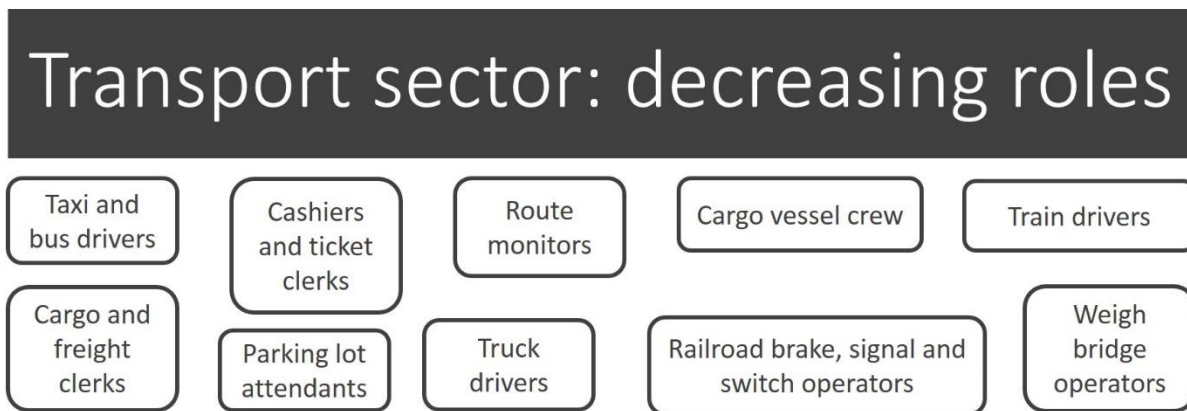 Transport sector: decreasing roles
Taxi and
bus drivers
Cashiers
and ticket
clerks
Route
monitors
Cargo vessel crew
Train drivers
Cargo and
freight
clerks
Parking lot
attendants
Truck
drivers
Railroad brake, signal and
switch operators
Weigh
bridge
operators